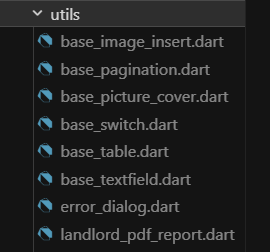 utils
base_image_insert.dart
base_pagination.dart
base_picture_cover.dart
base_switch.dart
base_table.dart
base_textfield.dart
error_dialog.dart
landlord_pdf_report.dart